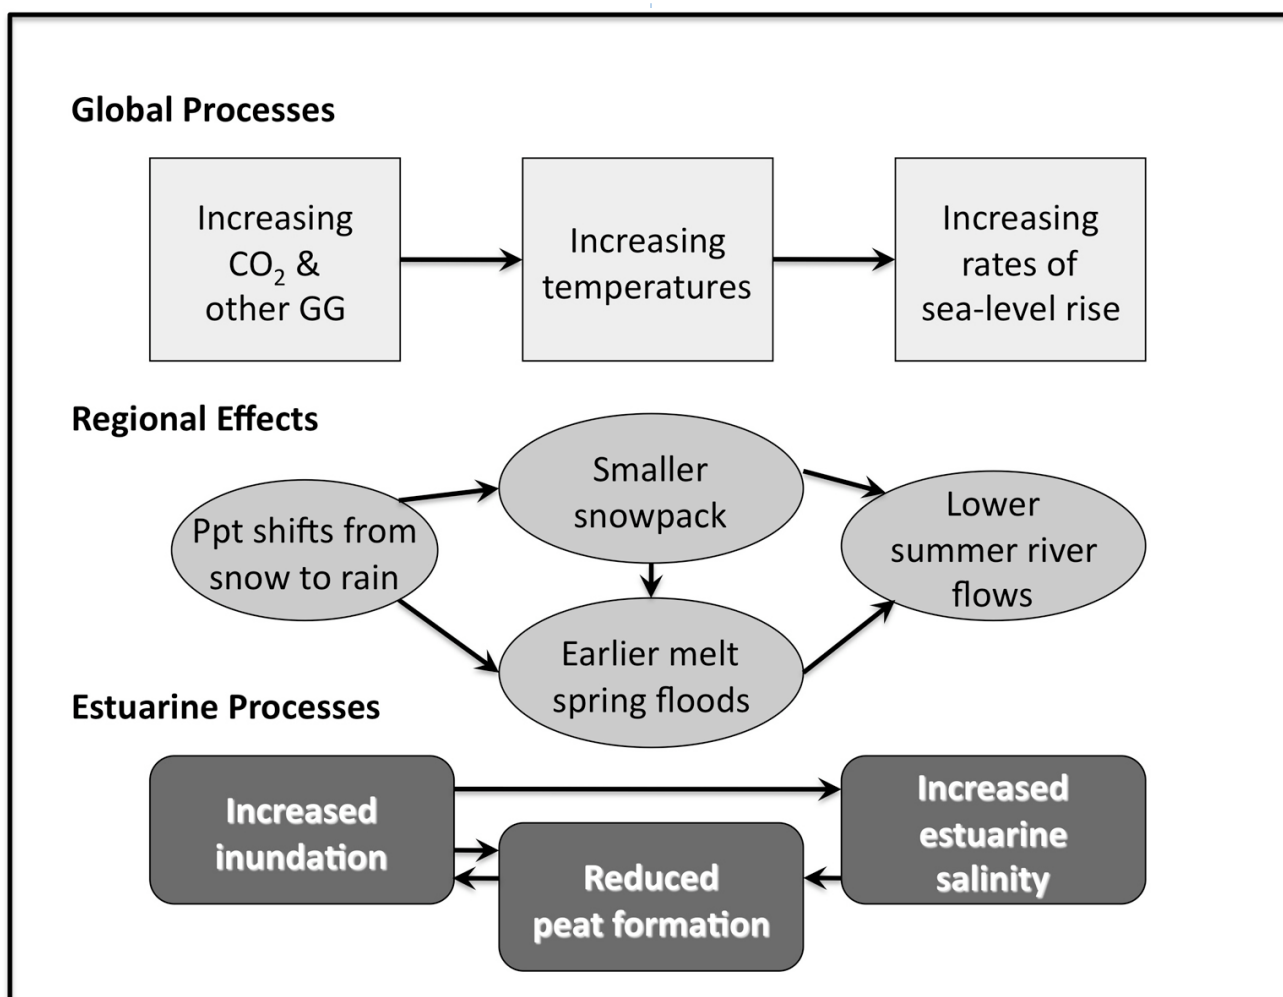 Global Processes
Increasing
CO₂ &
other GG
Increasing
temperatures
Increasing
rates of
sea-level rise
Regional Effects
Ppt shifts from
snow to rain
Smaller
snowpack
Earlier melt
spring floods
Lower
summer river
flows
Estuarine Processes
Increased
inundation
Reduced
peat formation
Increased
estuarine
salinity